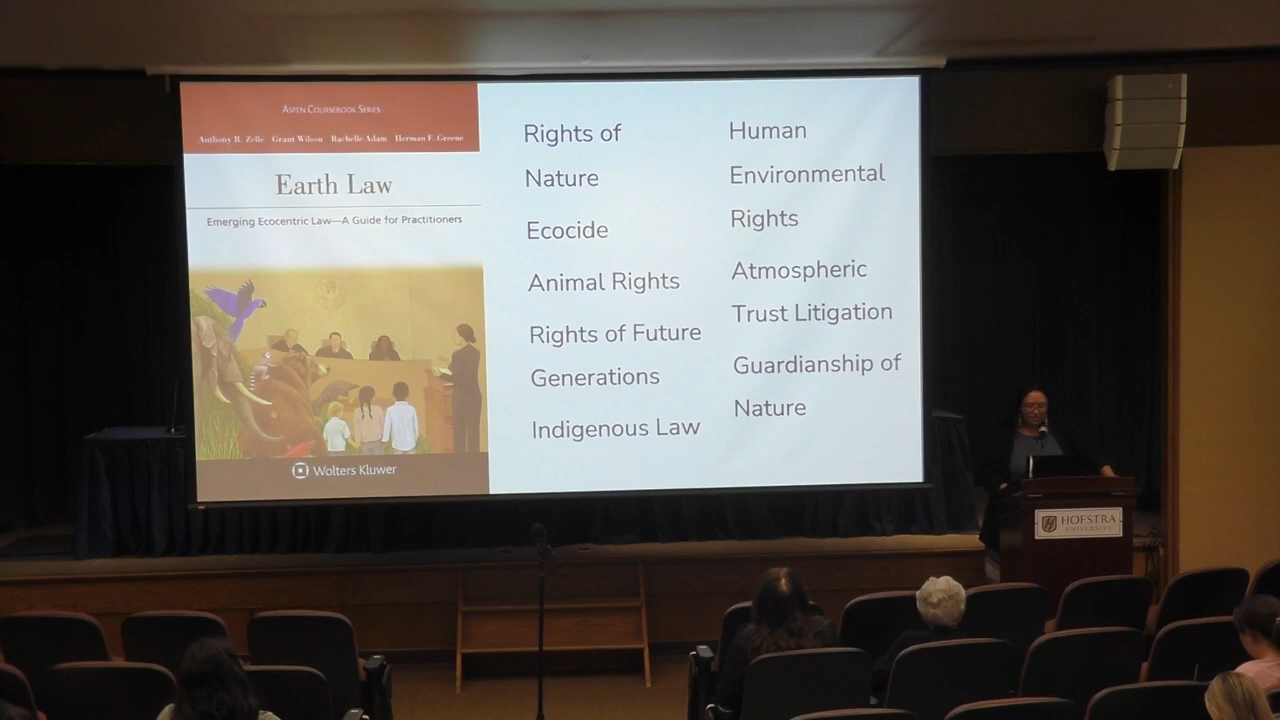 ASPEN COURSEBOOK SERIES
Anthony R. Zelle Grant Wilson Rachelle Adam Herman F. Greene
Earth Law
Emerging Ecocentric Law—A Guide for Practitioners
Wolters Kluwer
Rights of
Nature
Ecocide
Animal Rights
Rights of Future
Generations
Indigenous Law
Human
Environmental
Rights
Atmospheric
Trust Litigation
Guardianship of
Nature
HOFSTRA
UNIVERSITY